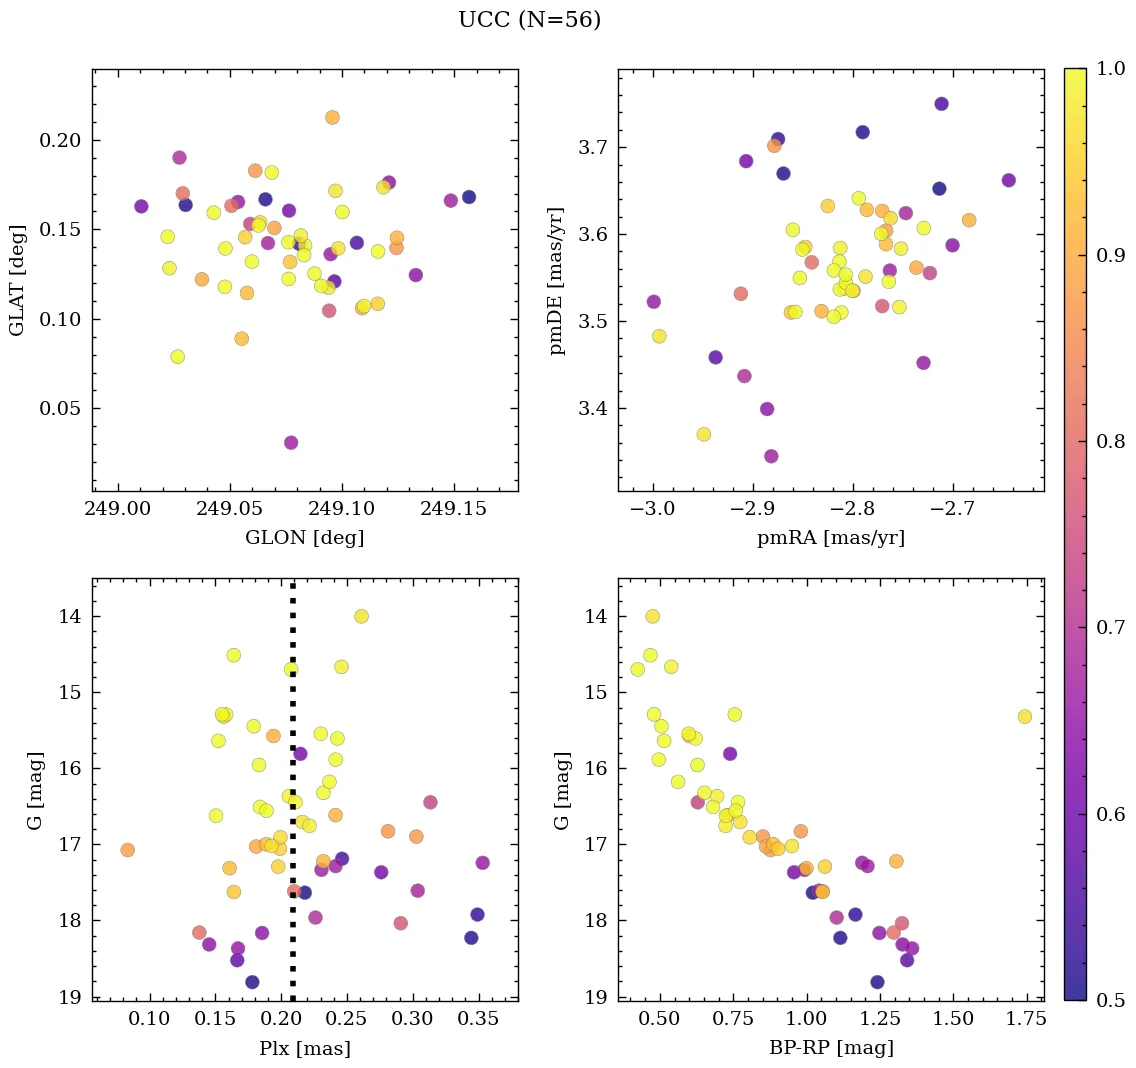 UCC (N=56)
0.20
0.15
0.10
0.05
GLAT [deg]
249.00 249.05 249.10 249.15
GLON [deg]
3.7
3.6
3.5
3.4
pmDE [mas/yr]
−3.0 −2.9 −2.8 −2.7
pmRA [mas/yr]
14
15
16
17
18
19
G [mag]
0.10 0.15 0.20 0.25 0.30 0.35
Plx [mas]
14
15
16
17
18
19
G [mag]
0.50 0.75 1.00 1.25 1.50 1.75
BP-RP [mag]
1.0
0.9
0.8
0.7
0.6
0.5